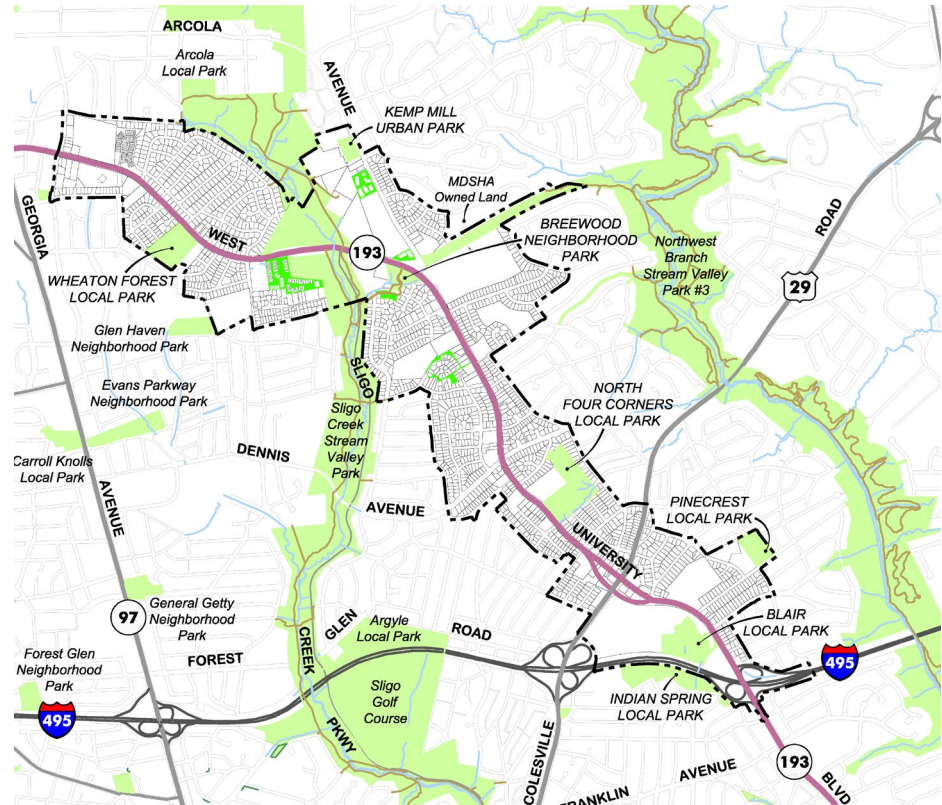 ARCOLA
Arcola
Local Park
AVENUE
KEMP MILL
URBAN PARK
MDSHA
Owned Land
BREEWOOD
NEIGHBORHOOD
PARK
ROAD
GEORGIA
WEST
193
Northwest
Branch
Stream Valley
Park #3
29
WHEATON FOREST
LOCAL PARK
Glen Haven
Neighborhood Park
Evans Parkway
Neighborhood Park
SLIGO
Sligo
Creek
Stream
Valley
Park
NORTH
FOUR CORNERS
LOCAL PARK
DENNIS
AVENUE
Carroll Knolls
Local Park
AVENUE
PINECREST
LOCAL PARK
UNIVERSITY
97
General Getty
Neighborhood
Park
CREEK
GLEN
Argyle
Local Park
ROAD
BLAIR
LOCAL PARK
FOREST
Forest Glen
Neighborhood
Park
495
Sligo
Golf
Course
495
INDIAN SPRING
LOCAL PARK
PKWY
COLESVILLE
193
BLVD
FRANKLIN
AVENUE